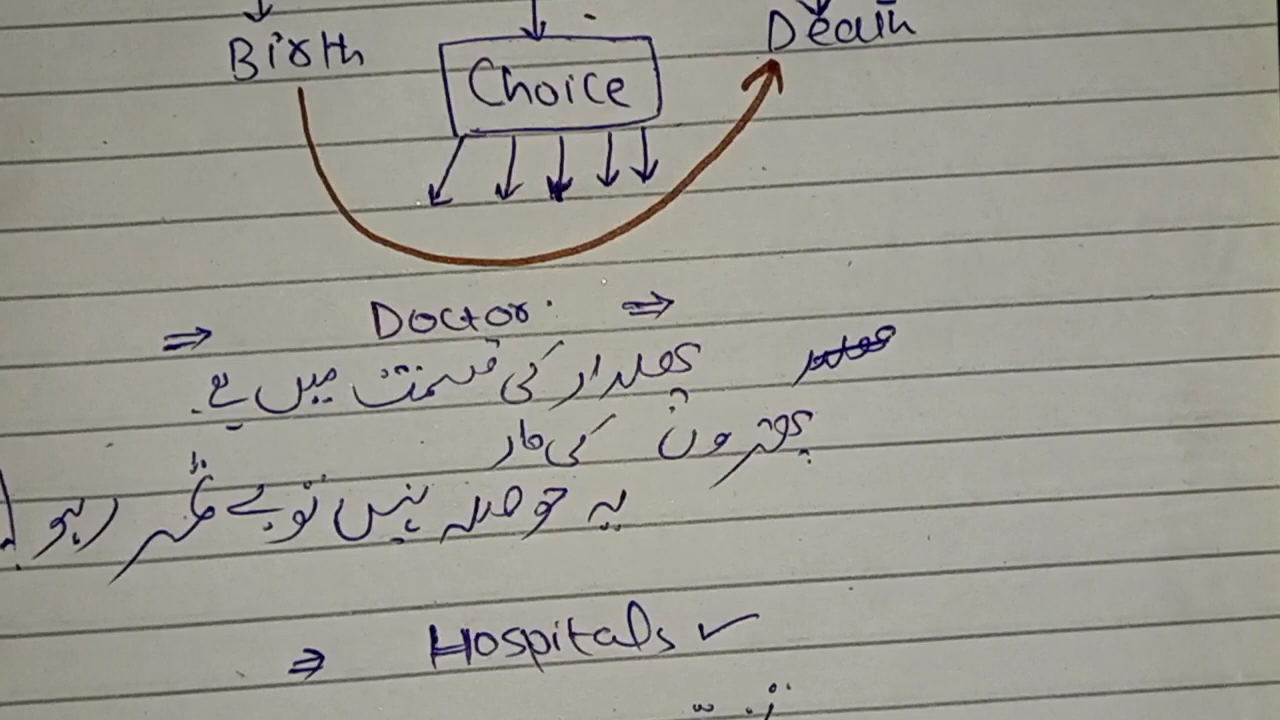 Birth Choice Death
⇒ Doctor. ⇒
پھلدار کی قسمت میں ہے
پتھروں کی مار
یہ حوصلہ نہیں تو بے ثمر رہو
⇒ Hospitals ✓